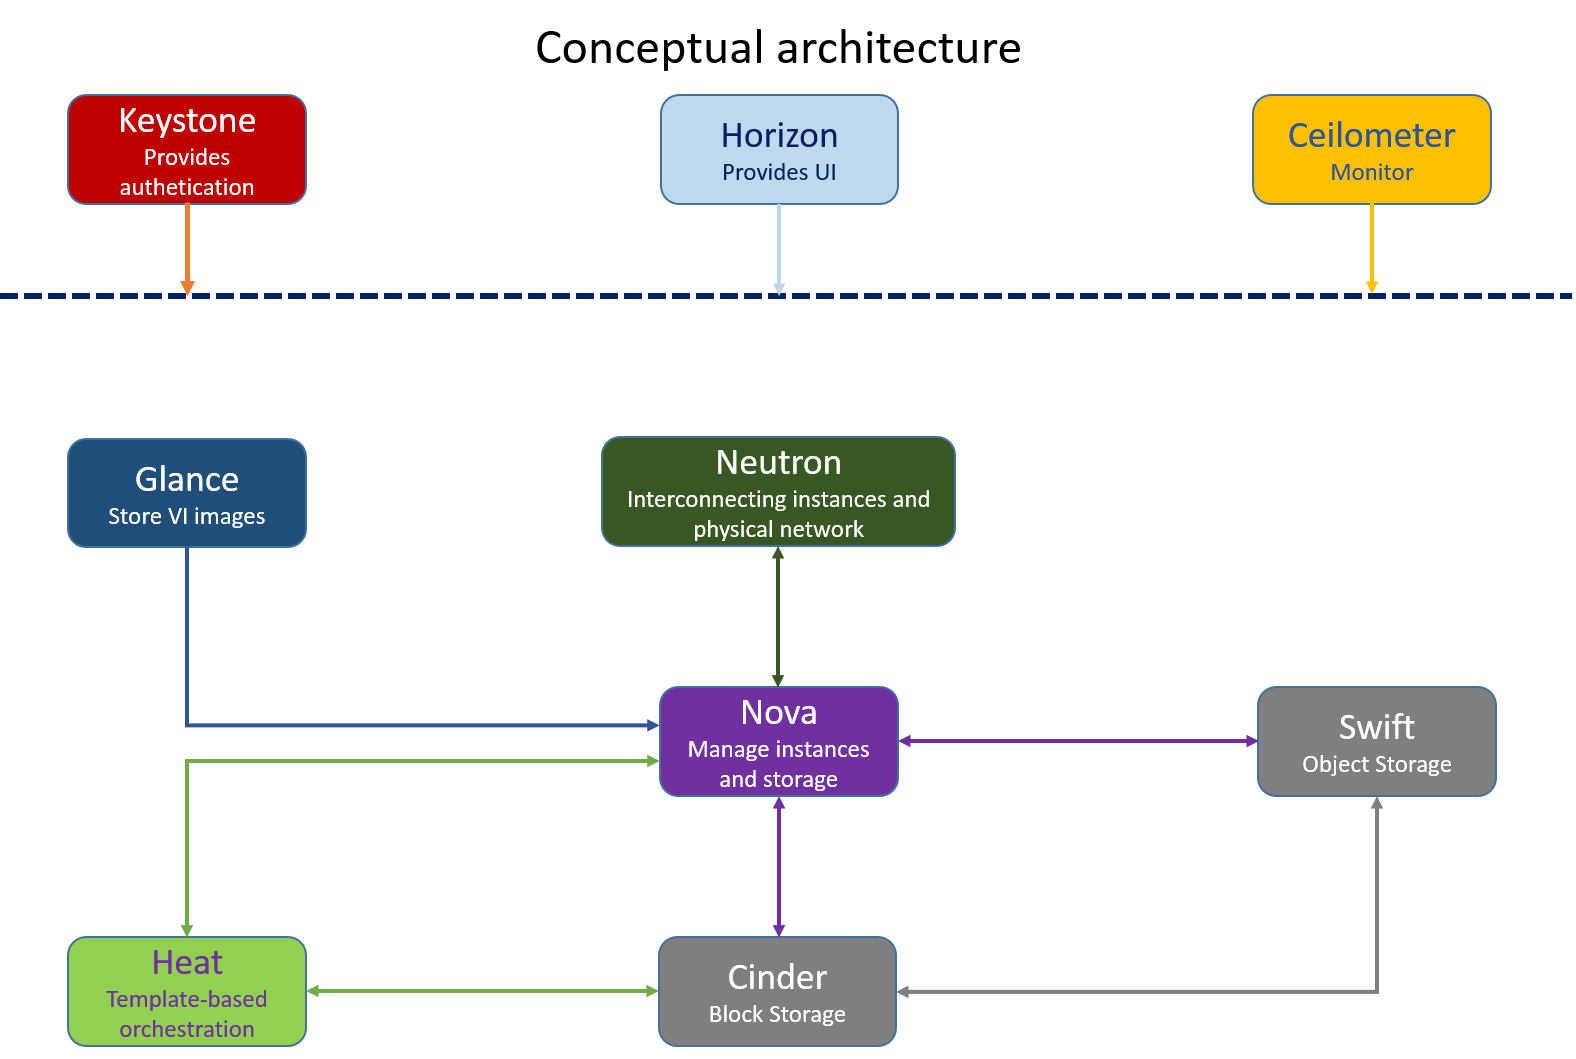 Conceptual architecture
Keystone
Provides
authetication
Horizon
Provides UI
Ceilometer
Monitor
Glance
Store VI images
Neutron
Interconnecting instances and
physical network
Nova
Manage instances
and storage
Swift
Object Storage
Heat
Template-based
orchestration
Cinder
Block Storage